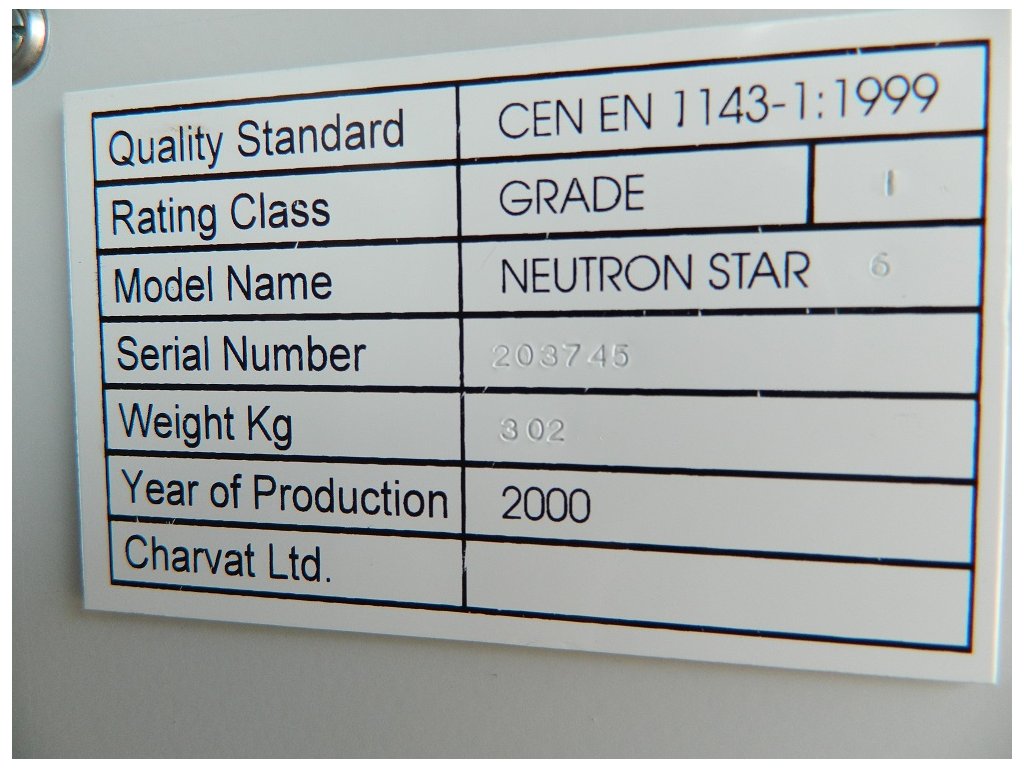 Quality Standard CEN EN 1143-1:1999
Rating Class GRADE I
Model Name NEUTRON STAR 6
Serial Number 203745
Weight Kg 302
Year of Production 2000
Charvat Ltd.